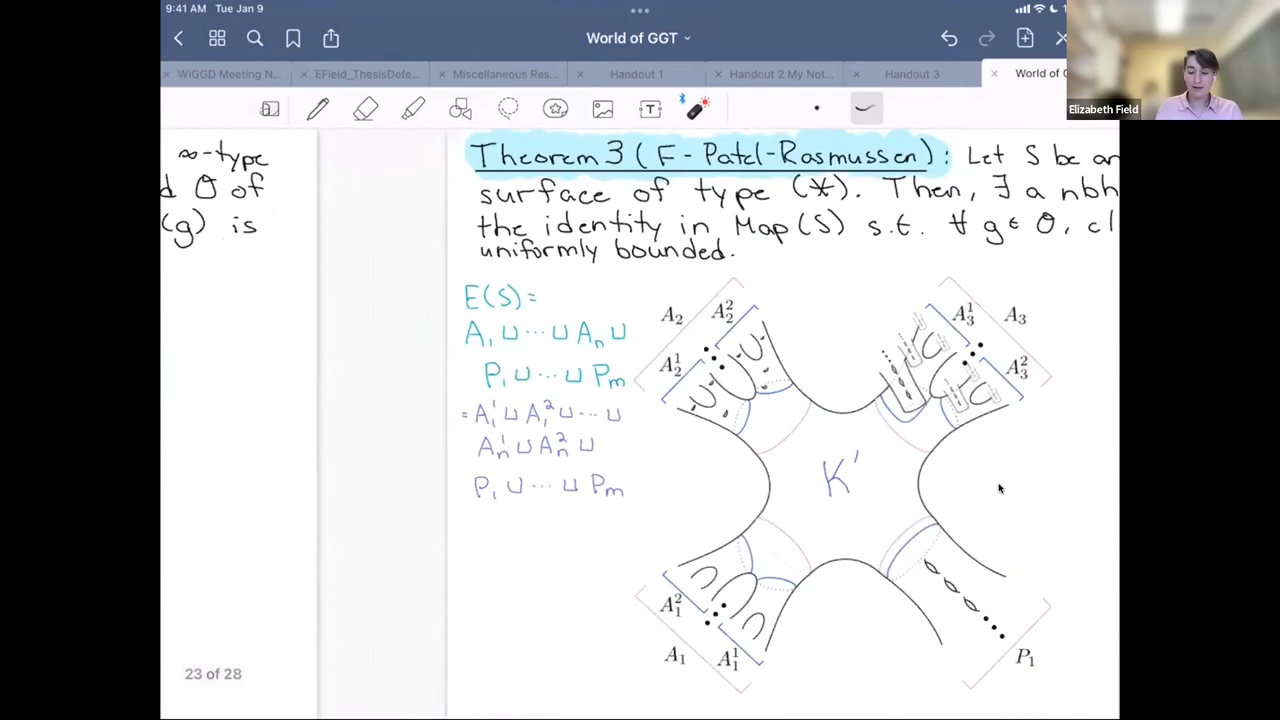 9:41 AM Tue Jan 9
World of GGT
WiGGD Meeting N...
EField_ThesisDefe...
Miscellaneous Res...
Handout 1
Handout 2 My Not...
Handout 3
World of
Elizabeth Field
∞-type
O of
(g) is
Theorem 3 (F-Patel-Rasmussen): Let S be an
surface of type (*). Then, ∃ a nbh
the identity in Map(S) s.t. ∀ g ∈ O, cl
uniformly bounded.
E(S) =
A₁ ⊔ ... ⊔ Aₙ ⊔
P₁ ⊔ ... ⊔ Pₘ
= A₁¹ ⊔ A₁² ⊔ ... ⊔
Aₙ¹ ⊔ Aₙ² ⊔
P₁ ⊔ ... ⊔ Pₘ
A₂ A₂²
A₂¹
A₃¹ A₃
A₃²
K'
A₁²
A₁ A₁¹
P₁
23 of 28